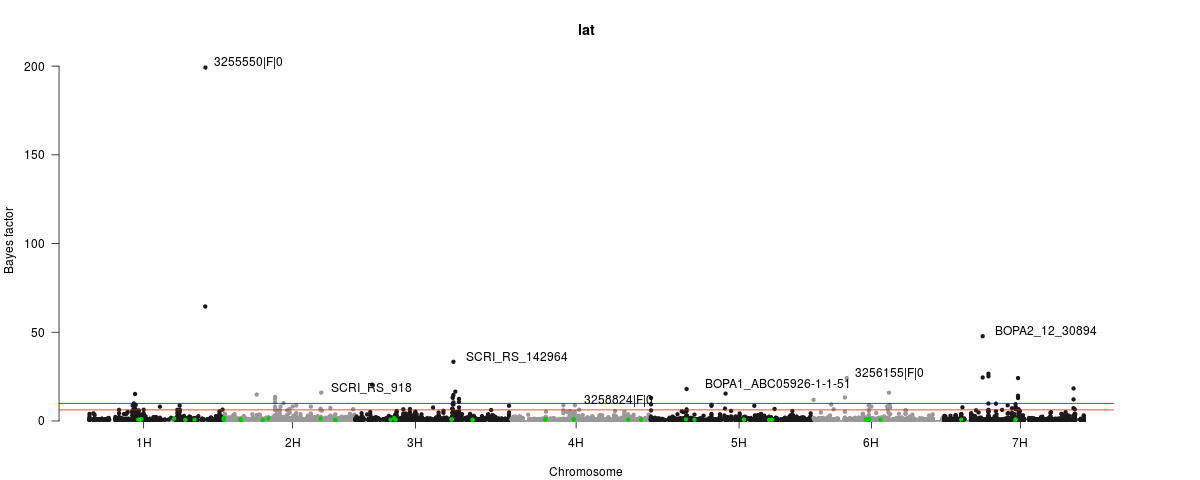 lat
200
150
100
50
0
Bayes factor
3255550|F|0
SCRI_RS_918
SCRI_RS_142964
3258824|F|0
BOPA1_ABC05926-1-1-51
3256155|F|0
BOPA2_12_30894
1H 2H 3H 4H 5H 6H 7H
Chromosome